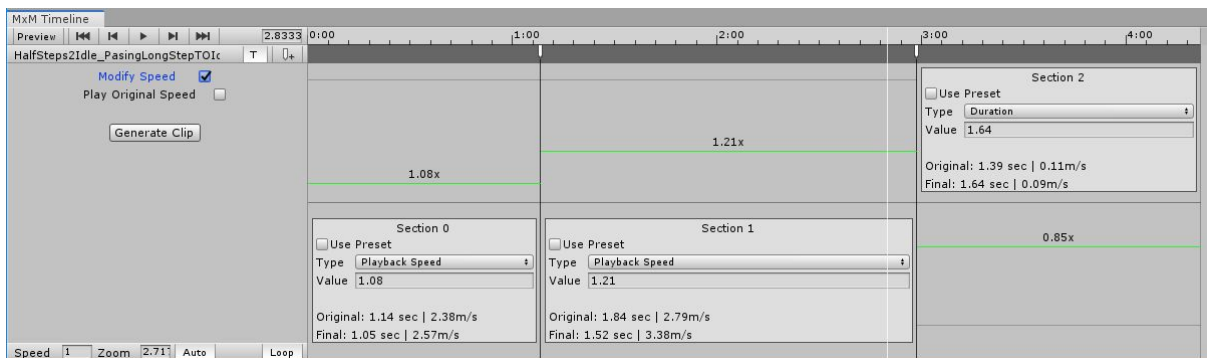 MxM Timeline
Preview 2.8333 0:00 1:00 2:00 3:00 4:00
HalfSteps2Idle_PasingLongStepTOIc T
Modify Speed
Play Original Speed
Generate Clip
1.08x
1.21x
Section 2
Use Preset
Type Duration
Value 1.64
Original: 1.39 sec | 0.11m/s
Final: 1.64 sec | 0.09m/s
Section 0
Use Preset
Type Playback Speed
Value 1.08
Original: 1.14 sec | 2.38m/s
Final: 1.05 sec | 2.57m/s
Section 1
Use Preset
Type Playback Speed
Value 1.21
Original: 1.84 sec | 2.79m/s
Final: 1.52 sec | 3.38m/s
0.85x
Speed 1 Zoom 2.71 Auto Loop